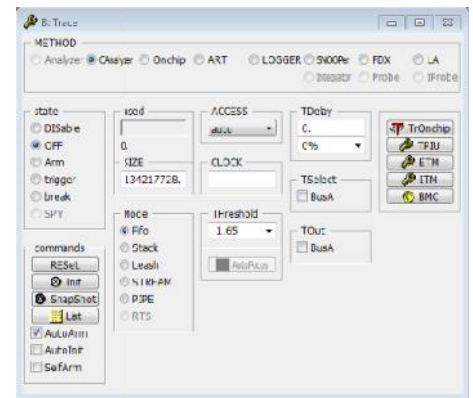 B::Trace
METHOD
Analyzer CAnalyzer Onchip ART LOGGER SNOOPer FDX LA
Integrator Probe IProbe
state
DISable
OFF
Arm
trigger
break
SPY
commands
RESet
Init
SnapShot
List
AutoArm
AutoInit
SelfArm
used
0.
SIZE
134217728.
Mode
Fifo
Stack
Leash
STREAM
PIPE
RTS
ACCESS
auto
CLOCK
THreshold
1.65
AutoFocus
TDelay
0.
0%
TSelect
BusA
TOut
BusA
TrOnchip
TPIU
ETM
ITM
BMC